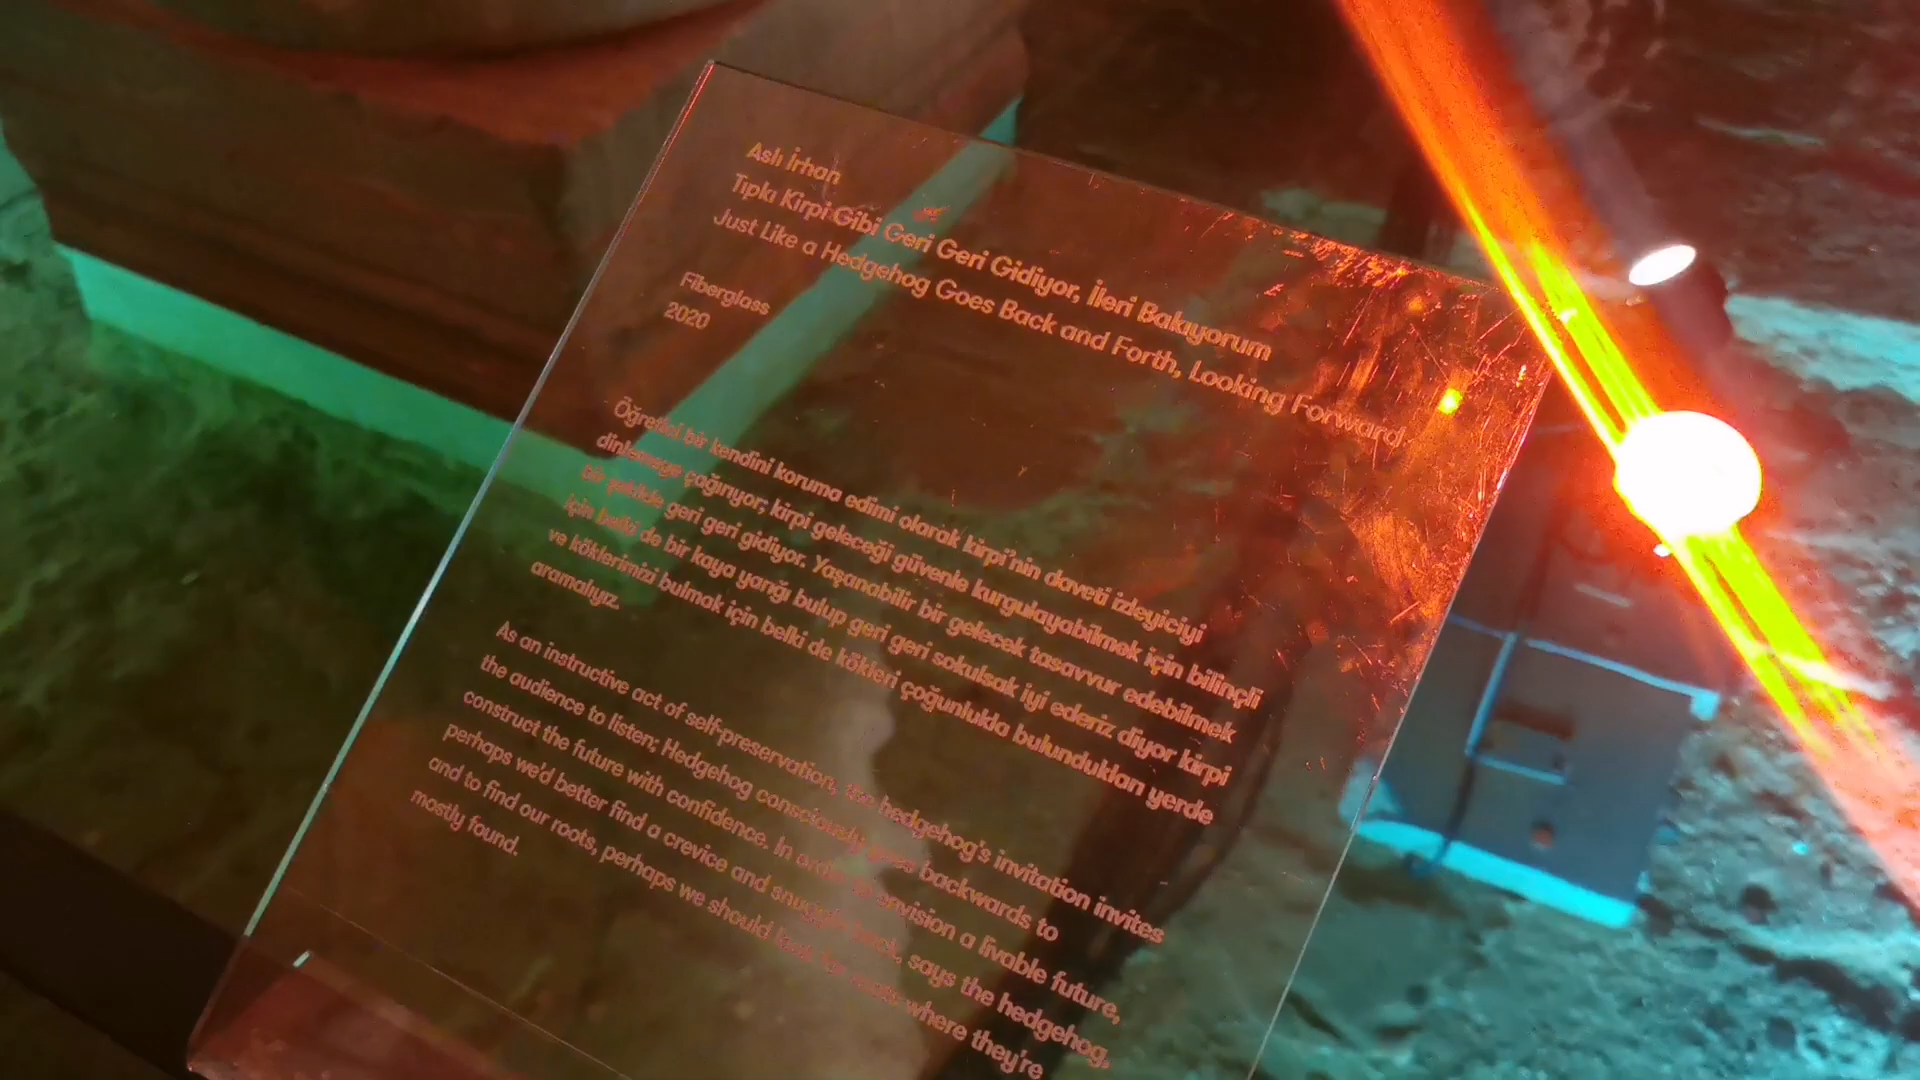 Aslı İrhan
Tıpkı Kirpi Gibi Geri Geri Gidiyor, İleri Bakıyorum
Just Like a Hedgehog Goes Back and Forth, Looking Forward
Fiberglass
2020
Öğretici bir kendini koruma edimi olarak kirpi'nin daveti izleyiciyi
dinlemeye çağırıyor; kirpi geleceği güvenle kurgulayabilmek için bilinçli
bir şekilde geri geri gidiyor. Yaşanabilir bir gelecek tasavvur edebilmek
için belki de bir kaya yarığı bulup geri geri sokulsak iyi ederiz diyor kirpi
ve köklerimizi bulmak için belki de kökleri çoğunlukla bulundukları yerde
aramalıyız.
As an instructive act of self-preservation, the hedgehog's invitation invites
the audience to listen; Hedgehog consciously goes backwards to
construct the future with confidence. In order to envision a livable future,
perhaps we'd better find a crevice and snuggle back, says the hedgehog,
and to find our roots, perhaps we should look for roots where they're
mostly found.